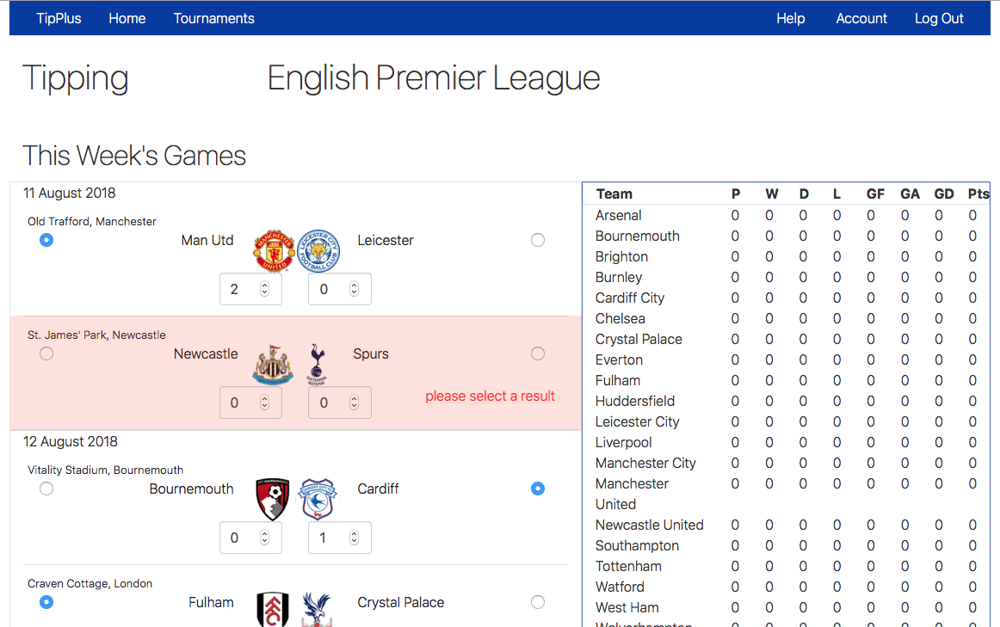 TipPlus Home Tournaments Help Account Log Out
Tipping English Premier League
This Week's Games
11 August 2018
Old Trafford, Manchester
Man Utd Leicester
2 0
St. James' Park, Newcastle
Newcastle Spurs
0 0 please select a result
12 August 2018
Vitality Stadium, Bournemouth
Bournemouth Cardiff
0 1
Craven Cottage, London
Fulham Crystal Palace
Team P W D L GF GA GD Pts
Arsenal 0 0 0 0 0 0 0 0
Bournemouth 0 0 0 0 0 0 0 0
Brighton 0 0 0 0 0 0 0 0
Burnley 0 0 0 0 0 0 0 0
Cardiff City 0 0 0 0 0 0 0 0
Chelsea 0 0 0 0 0 0 0 0
Crystal Palace 0 0 0 0 0 0 0 0
Everton 0 0 0 0 0 0 0 0
Fulham 0 0 0 0 0 0 0 0
Huddersfield 0 0 0 0 0 0 0 0
Leicester City 0 0 0 0 0 0 0 0
Liverpool 0 0 0 0 0 0 0 0
Manchester City 0 0 0 0 0 0 0 0
Manchester 0 0 0 0 0 0 0 0
United
Newcastle United 0 0 0 0 0 0 0 0
Southampton 0 0 0 0 0 0 0 0
Tottenham 0 0 0 0 0 0 0 0
Watford 0 0 0 0 0 0 0 0
West Ham 0 0 0 0 0 0 0 0